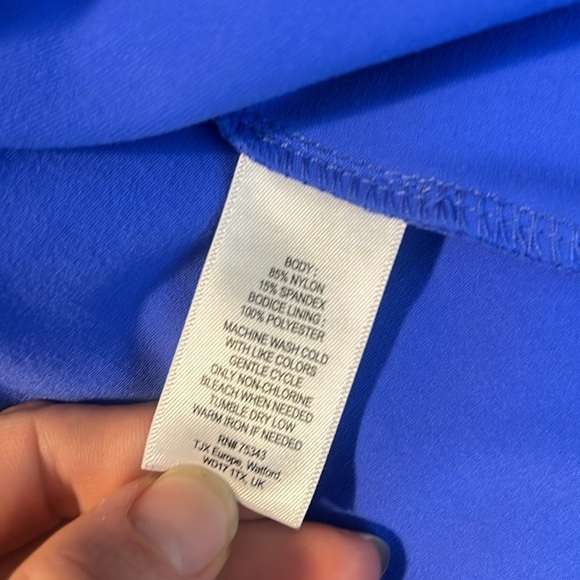 BODY :
85% NYLON
15% SPANDEX
BODICE LINING :
100% POLYESTER
MACHINE WASH COLD
WITH LIKE COLORS
GENTLE CYCLE
ONLY NON-CHLORINE
BLEACH WHEN NEEDED
TUMBLE DRY LOW
WARM IRON IF NEEDED
RN# 75343
TJX Europe, Watford,
WD17 1TX, UK